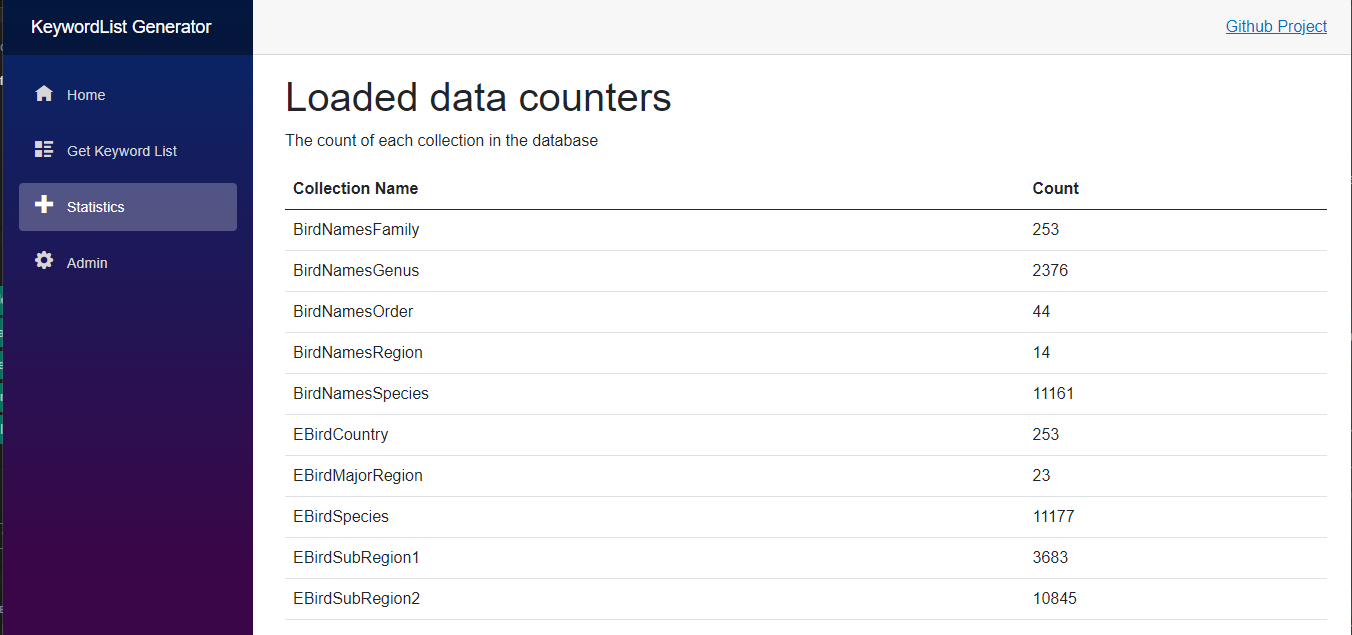 KeywordList Generator
Github Project
Home
Get Keyword List
Statistics
Admin
Loaded data counters
The count of each collection in the database
Collection Name Count
BirdNamesFamily 253
BirdNamesGenus 2376
BirdNamesOrder 44
BirdNamesRegion 14
BirdNamesSpecies 11161
EBirdCountry 253
EBirdMajorRegion 23
EBirdSpecies 11177
EBirdSubRegion1 3683
EBirdSubRegion2 10845